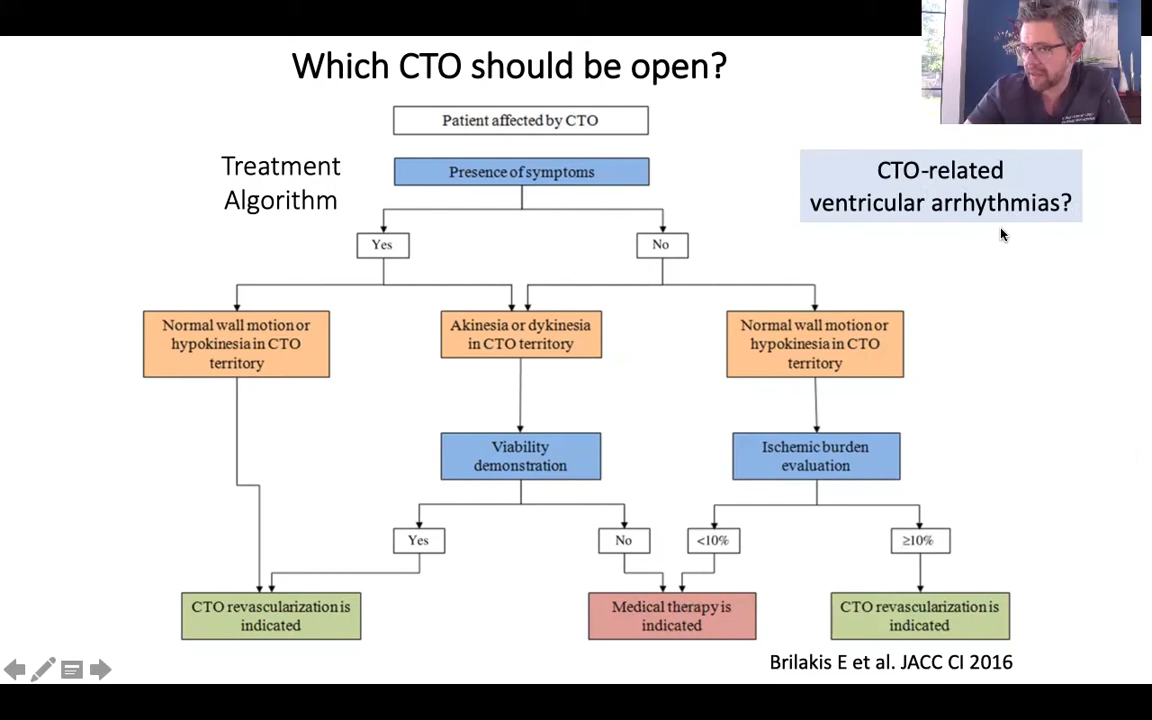 Which CTO should be open?
Patient affected by CTO
Treatment
Algorithm
Presence of symptoms
CTO-related
ventricular arrhythmias?
Yes
No
Normal wall motion or
hypokinesia in CTO
territory
Akinesia or dykinesia
in CTO territory
Normal wall motion or
hypokinesia in CTO
territory
Viability
demonstration
Ischemic burden
evaluation
Yes
No
<10%
≥10%
CTO revascularization is
indicated
Medical therapy is
indicated
CTO revascularization is
indicated
Brilakis E et al. JACC CI 2016